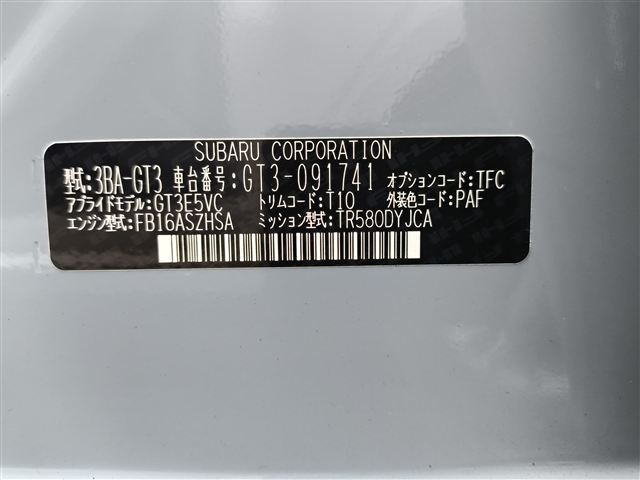 SUBARU CORPORATION
型式:3BA-GT3 車台番号:GT3-091741 オプションコード:TFC
アプライドモデル:GT3E5VC トリムコード:T10 外装色コード:PAF
エンジン型式:FB16ASZHSA ミッション型式:TR580DYJCA